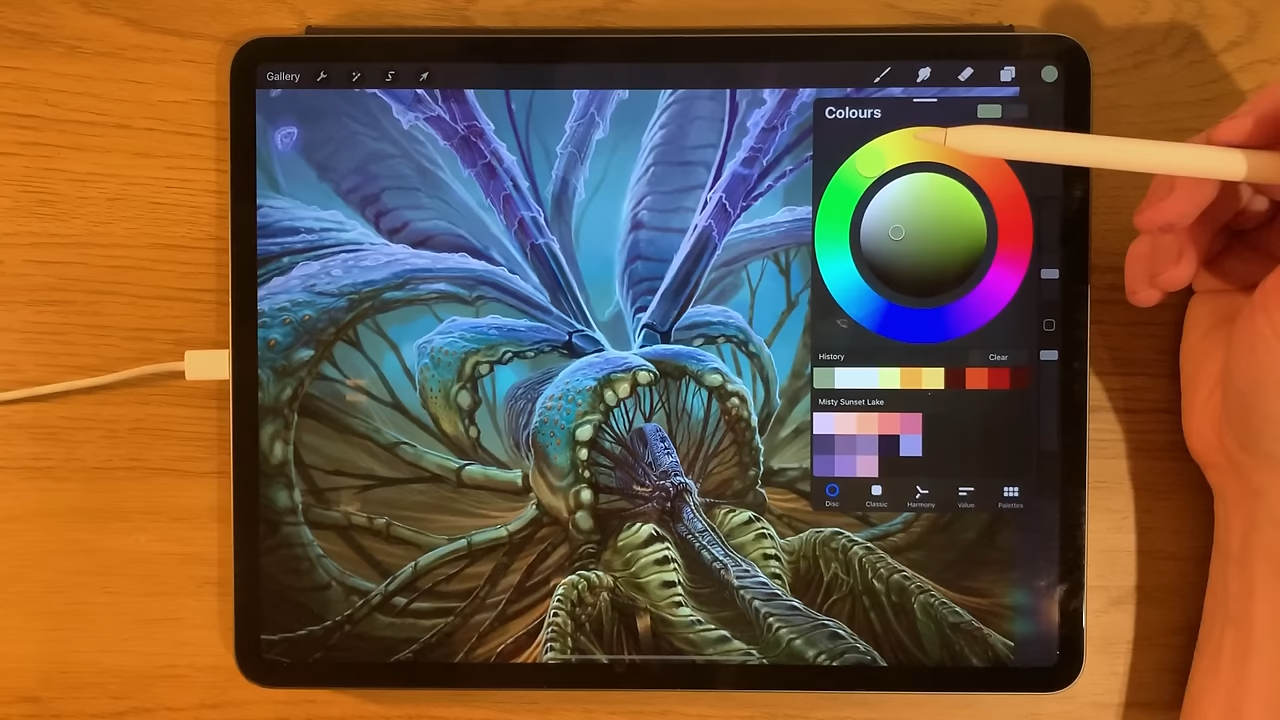 Gallery
Colours
History
Clear
Misty Sunset Lake
Disc
Classic
Harmony
Value
Palettes